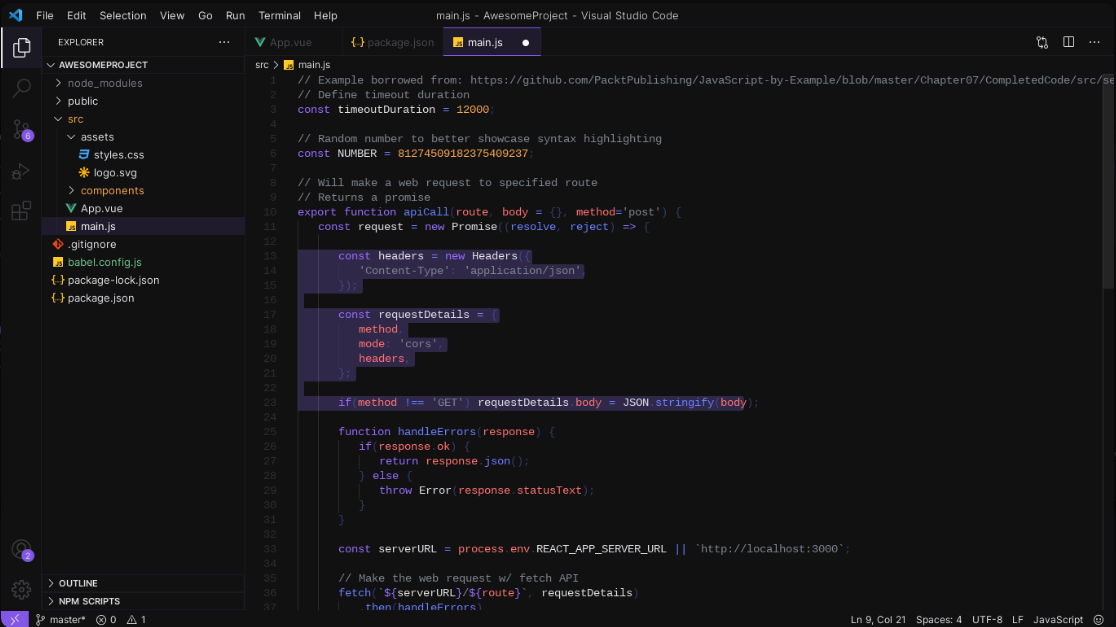 File Edit Selection View Go Run Terminal Help
main.js - AwesomeProject - Visual Studio Code
EXPLORER
AWESOMEPROJECT
node_modules
public
src
assets
styles.css
logo.svg
components
App.vue
main.js
.gitignore
babel.config.js
package-lock.json
package.json
OUTLINE
NPM SCRIPTS
6
2
App.vue
package.json
main.js
src > main.js
1 // Example borrowed from: https://github.com/PacktPublishing/JavaScript-by-Example/blob/master/Chapter07/CompletedCode/src/se
2 // Define timeout duration
3 const timeoutDuration = 12000;
4
5 // Random number to better showcase syntax highlighting
6 const NUMBER = 81274509182375409237;
7
8 // Will make a web request to specified route
9 // Returns a promise
10 export function apiCall(route, body = {}, method='post') {
11 const request = new Promise((resolve, reject) => {
12
13 const headers = new Headers({
14 'Content-Type': 'application/json',
15 });
16
17 const requestDetails = {
18 method,
19 mode: 'cors',
20 headers,
21 };
22
23 if(method !== 'GET') requestDetails.body = JSON.stringify(body);
24
25 function handleErrors(response) {
26 if(response.ok) {
27 return response.json();
28 } else {
29 throw Error(response.statusText);
30 }
31 }
32
33 const serverURL = process.env.REACT_APP_SERVER_URL || `http://localhost:3000`;
34
35 // Make the web request w/ fetch API
36 fetch(`${serverURL}/${route}`, requestDetails)
37 .then(handleErrors)
master* 0 1
Ln 9, Col 21 Spaces: 4 UTF-8 LF JavaScript